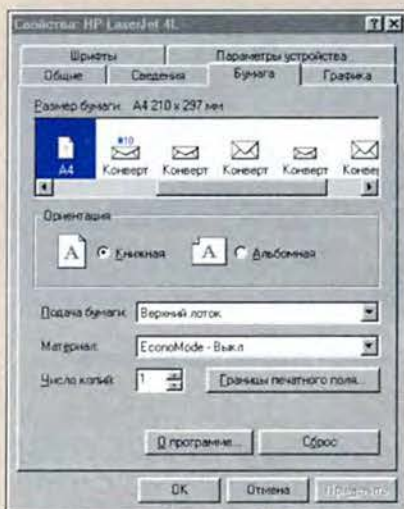 Свойства: HP LaserJet 4L
Шрифты Параметры устройства
Общие Сведения Бумага Графика
Размер бумаги: A4 210 x 297 мм
#10
A4 Конверт Конверт Конверт Конверт Конве
Ориентация
A Книжная A Альбомная
Подача бумаги: Верхний лоток
Материал: EconoMode - Выкл
Число копий: 1 Границы печатного поля...
О программе... Сброс
OK Отмена Применить